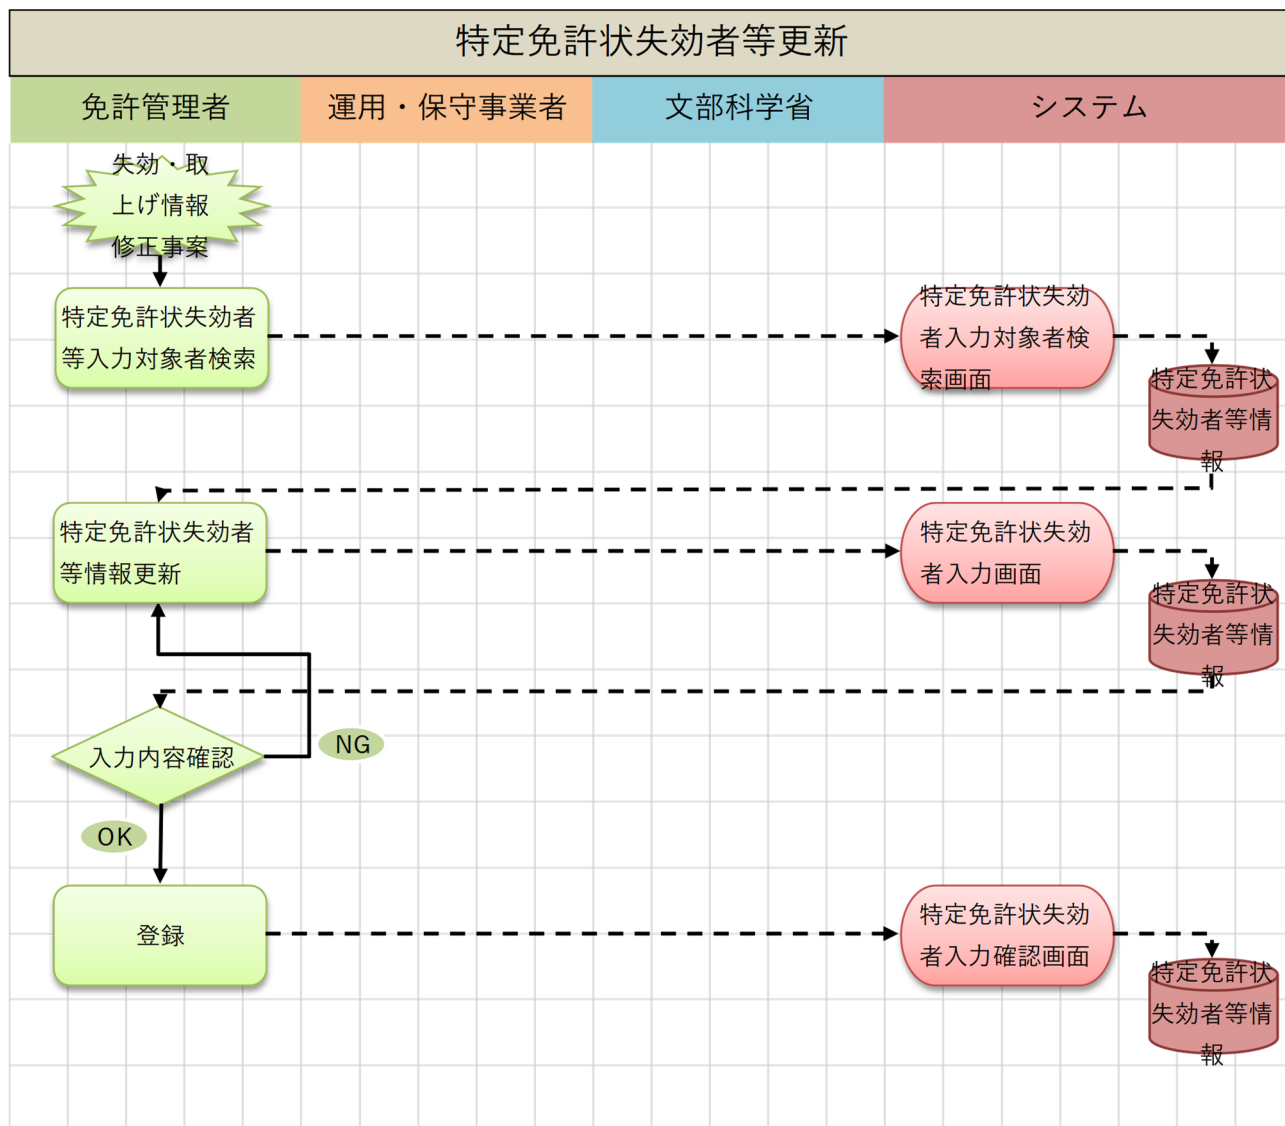 特定免許状失効者等更新
免許管理者
運用・保守事業者
文部科学省
システム
失効・取
上げ情報
修正事案
特定免許状失効者
等入力対象者検索
特定免許状失効
者入力対象者検
索画面
特定免許状
失効者等情
報
特定免許状失効者
等情報更新
特定免許状失効
者入力画面
特定免許状
失効者等情
報
入力内容確認
NG
OK
登録
特定免許状失効
者入力確認画面
特定免許状
失効者等情
報